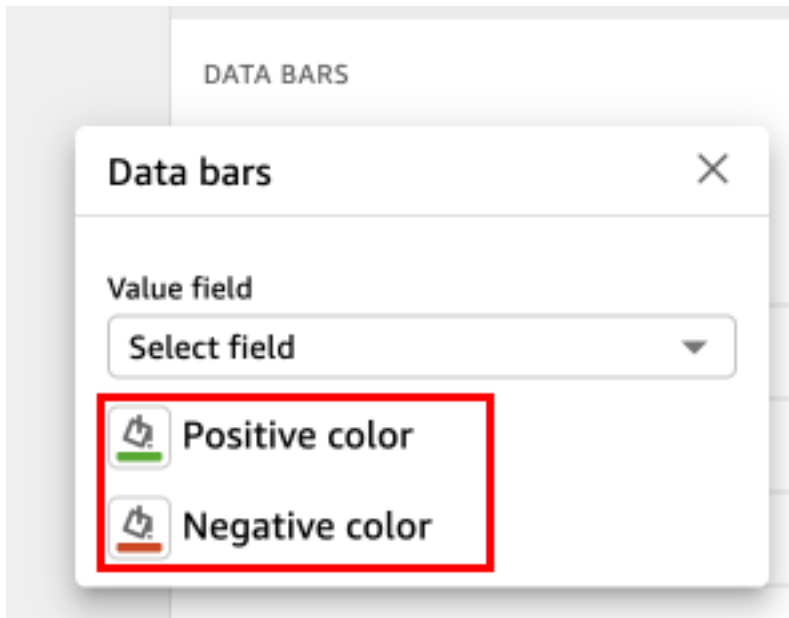 DATA BARS
Data bars
Value field
Select field
Positive color
Negative color